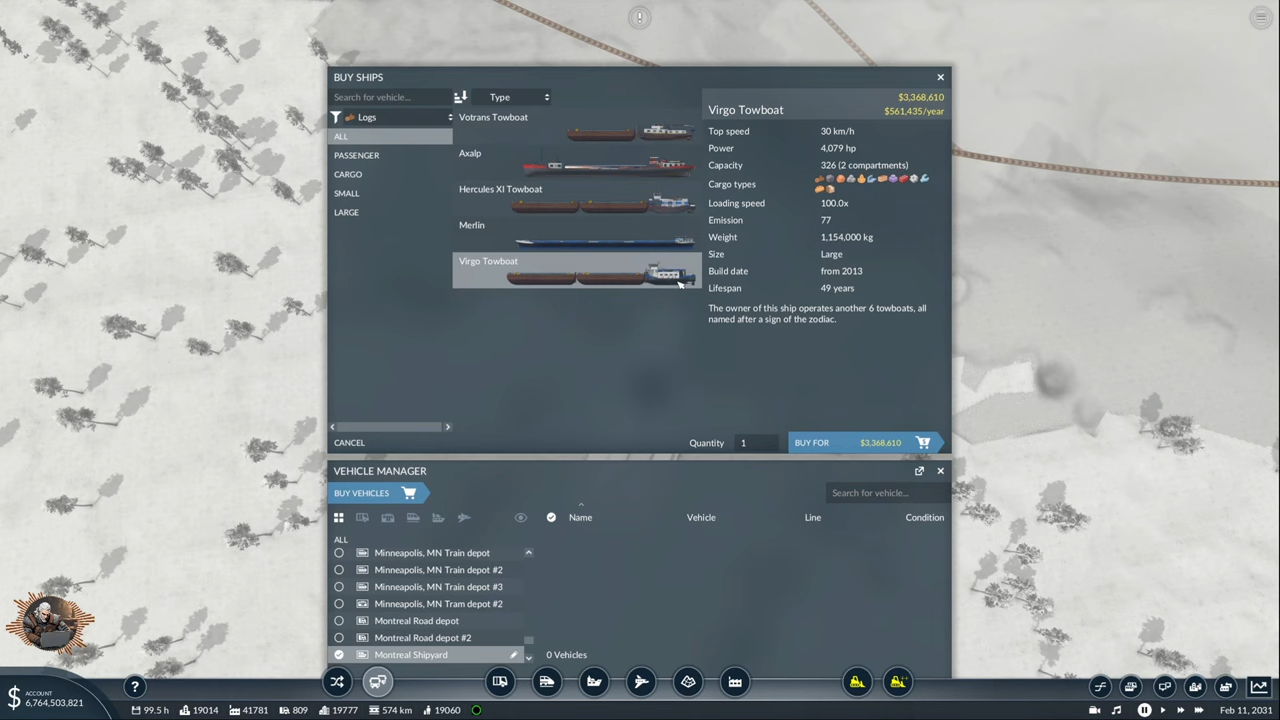 BUY SHIPS
Search for vehicle...
Type
Logs
ALL
PASSENGER
CARGO
SMALL
LARGE
Votrans Towboat
Axalp
Hercules XI Towboat
Merlin
Virgo Towboat
$3,368,610
Virgo Towboat
$561,435/year
Top speed 30 km/h
Power 4,079 hp
Capacity 326 (2 compartments)
Cargo types
Loading speed 100.0x
Emission 77
Weight 1,154,000 kg
Size Large
Build date from 2013
Lifespan 49 years
The owner of this ship operates another 6 towboats, all
named after a sign of the zodiac.
CANCEL
Quantity 1
BUY FOR $3,368,610
VEHICLE MANAGER
BUY VEHICLES
Search for vehicle...
Name Vehicle Line Condition
ALL
Minneapolis, MN Train depot
Minneapolis, MN Train depot #2
Minneapolis, MN Train depot #3
Minneapolis, MN Tram depot #2
Montreal Road depot
Montreal Road depot #2
Montreal Shipyard
0 Vehicles
$ ACCOUNT
6,764,503,821
?
99.5 h 19014 41781 809 19777 574 km 19060
Feb 11, 2031